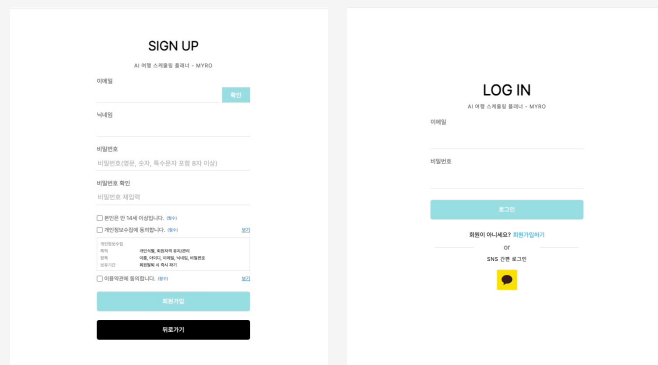 SIGN UP
AI 여행 스케줄링 플래너 - MYRO
이메일
확인
닉네임
비밀번호
비밀번호(영문, 숫자, 특수문자 포함 8자 이상)
비밀번호 확인
비밀번호 재입력
본인은 만 14세 이상입니다. (필수)
개인정보수집에 동의합니다. (필수) 보기
개인정보수집
목적 개인식별, 회원자격 유지/관리
항목 이름, 아이디, 이메일, 닉네임, 비밀번호
보유기간 회원탈퇴 시 즉시 파기
이용약관에 동의합니다. (필수) 보기
회원가입
뒤로가기
LOG IN
AI 여행 스케줄링 플래너 - MYRO
이메일
비밀번호
로그인
회원이 아니세요? 회원가입하기
or
SNS 간편 로그인